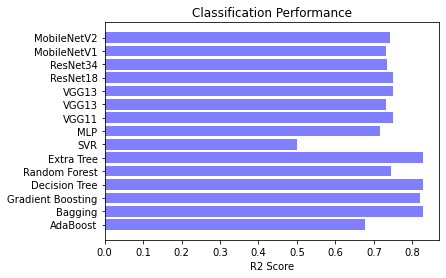 Classification Performance
MobileNetV2
MobileNetV1
ResNet34
ResNet18
VGG13
VGG13
VGG11
MLP
SVR
Extra Tree
Random Forest
Decision Tree
Gradient Boosting
Bagging
AdaBoost
0.0 0.1 0.2 0.3 0.4 0.5 0.6 0.7 0.8
R2 Score